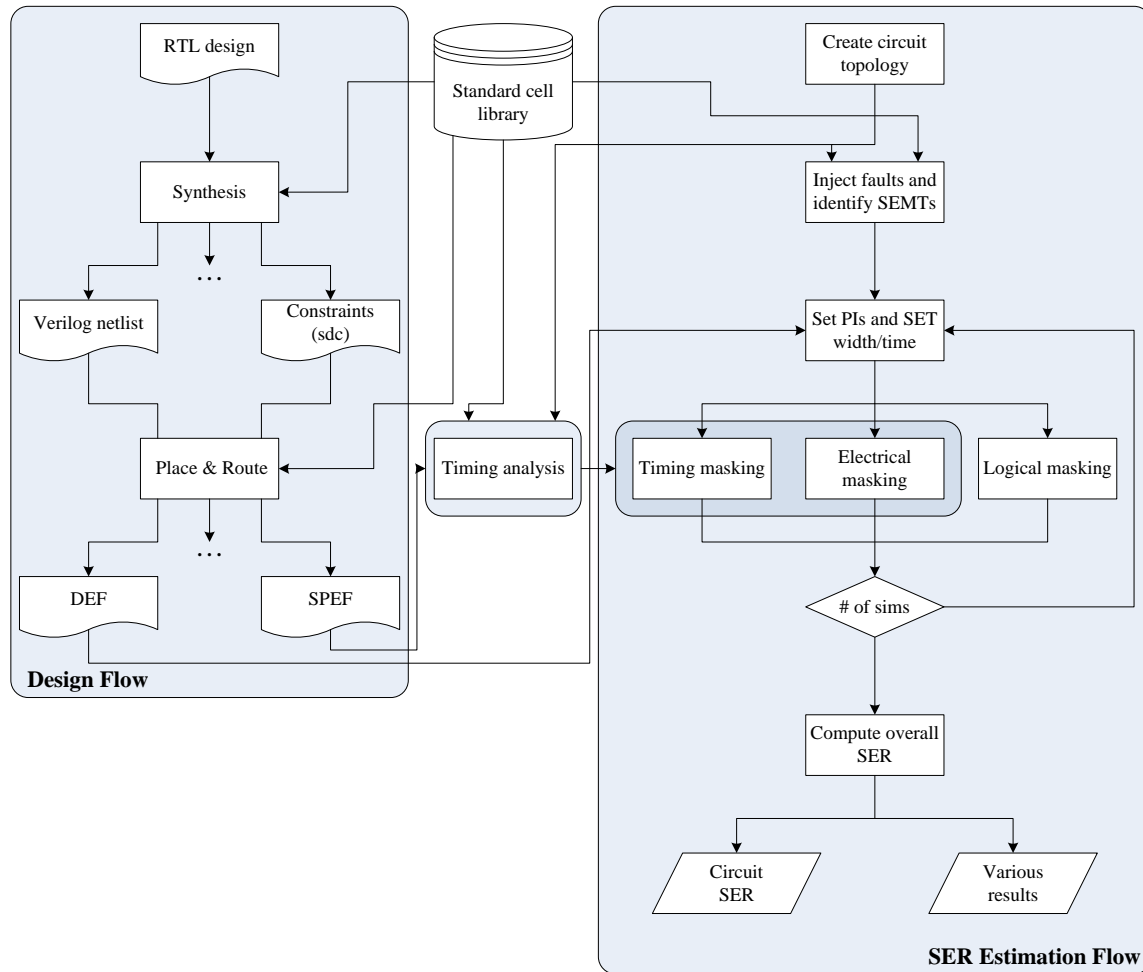 RTL design
Synthesis
...
Verilog netlist
Constraints
(sdc)
Place & Route
...
DEF
SPEF
Design Flow
Standard cell
library
Timing analysis
Create circuit
topology
Inject faults and
identify SEMTs
Set PIs and SET
width/time
Timing masking
Electrical
masking
Logical masking
# of sims
Compute overall
SER
Circuit
SER
Various
results
SER Estimation Flow